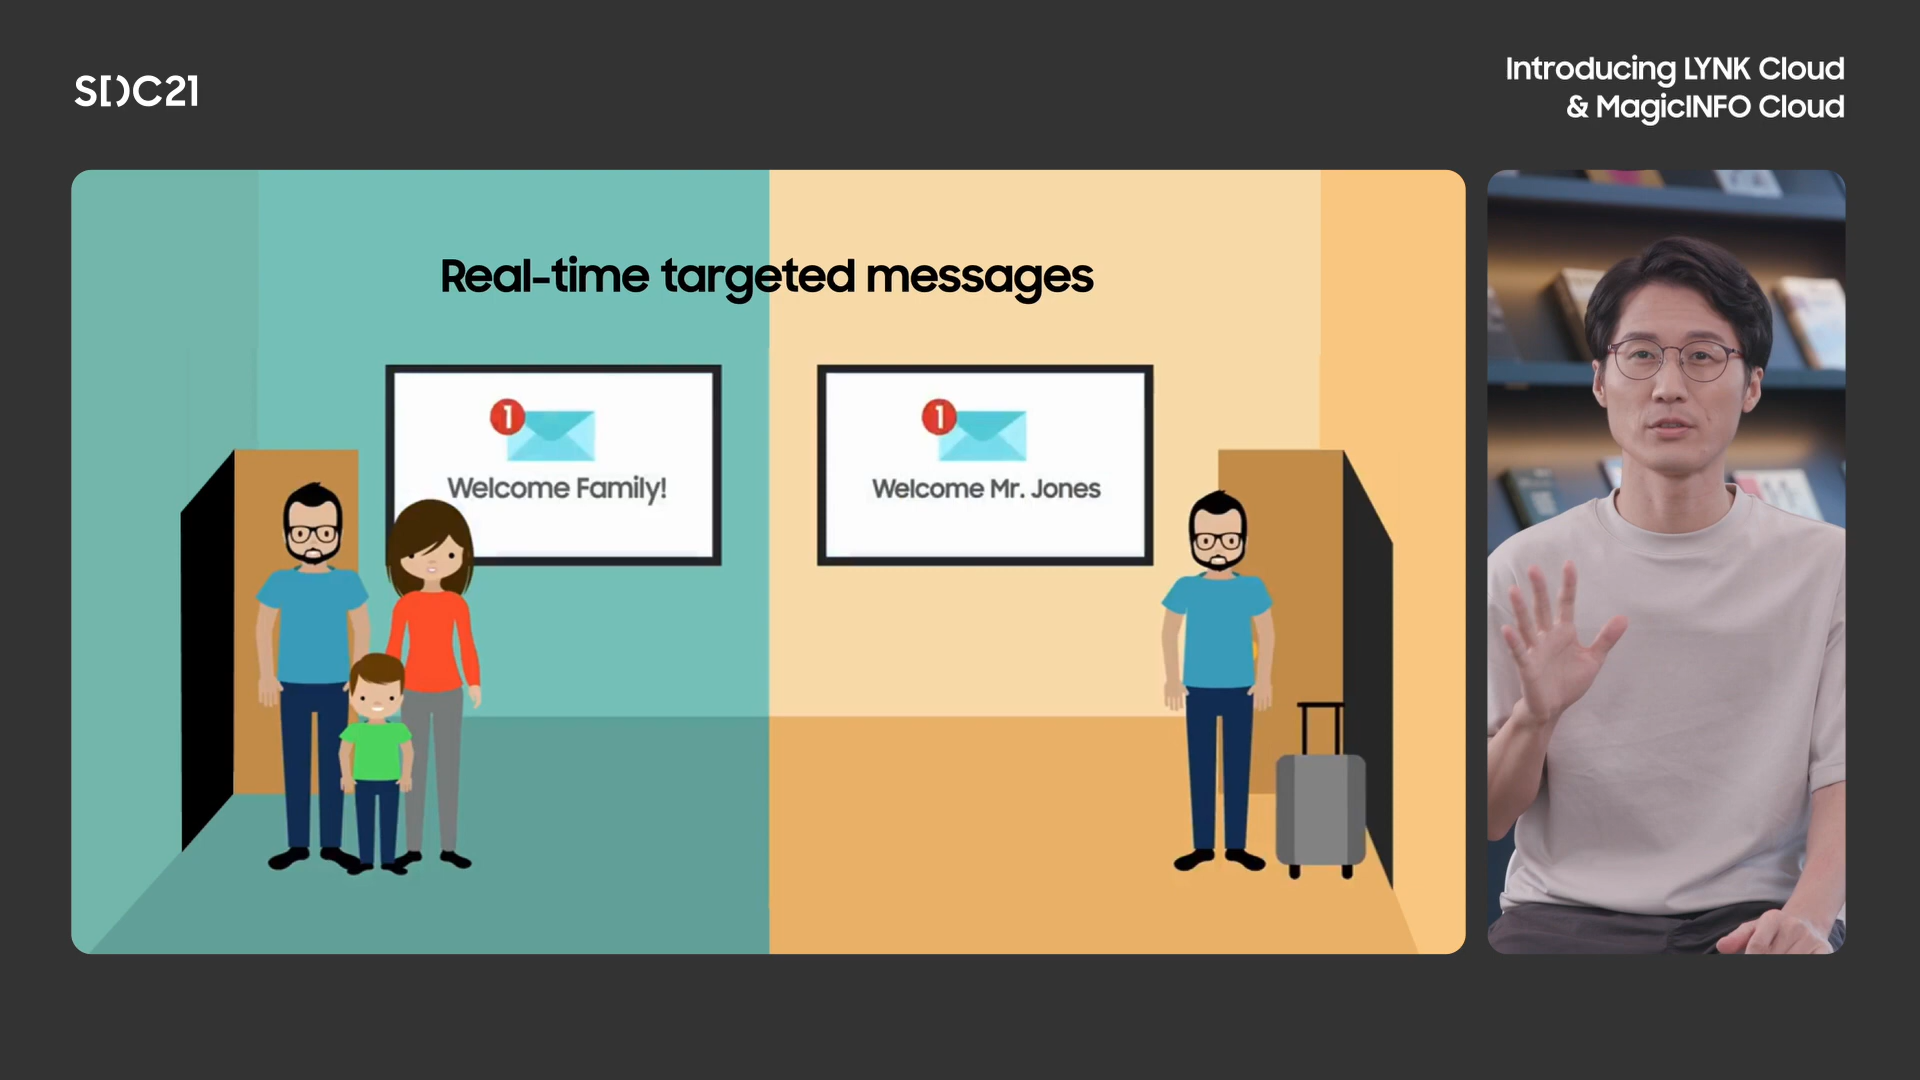 SDC21
Introducing LYNK Cloud
& MagicINFO Cloud
Real-time targeted messages
1
Welcome Family!
1
Welcome Mr. Jones